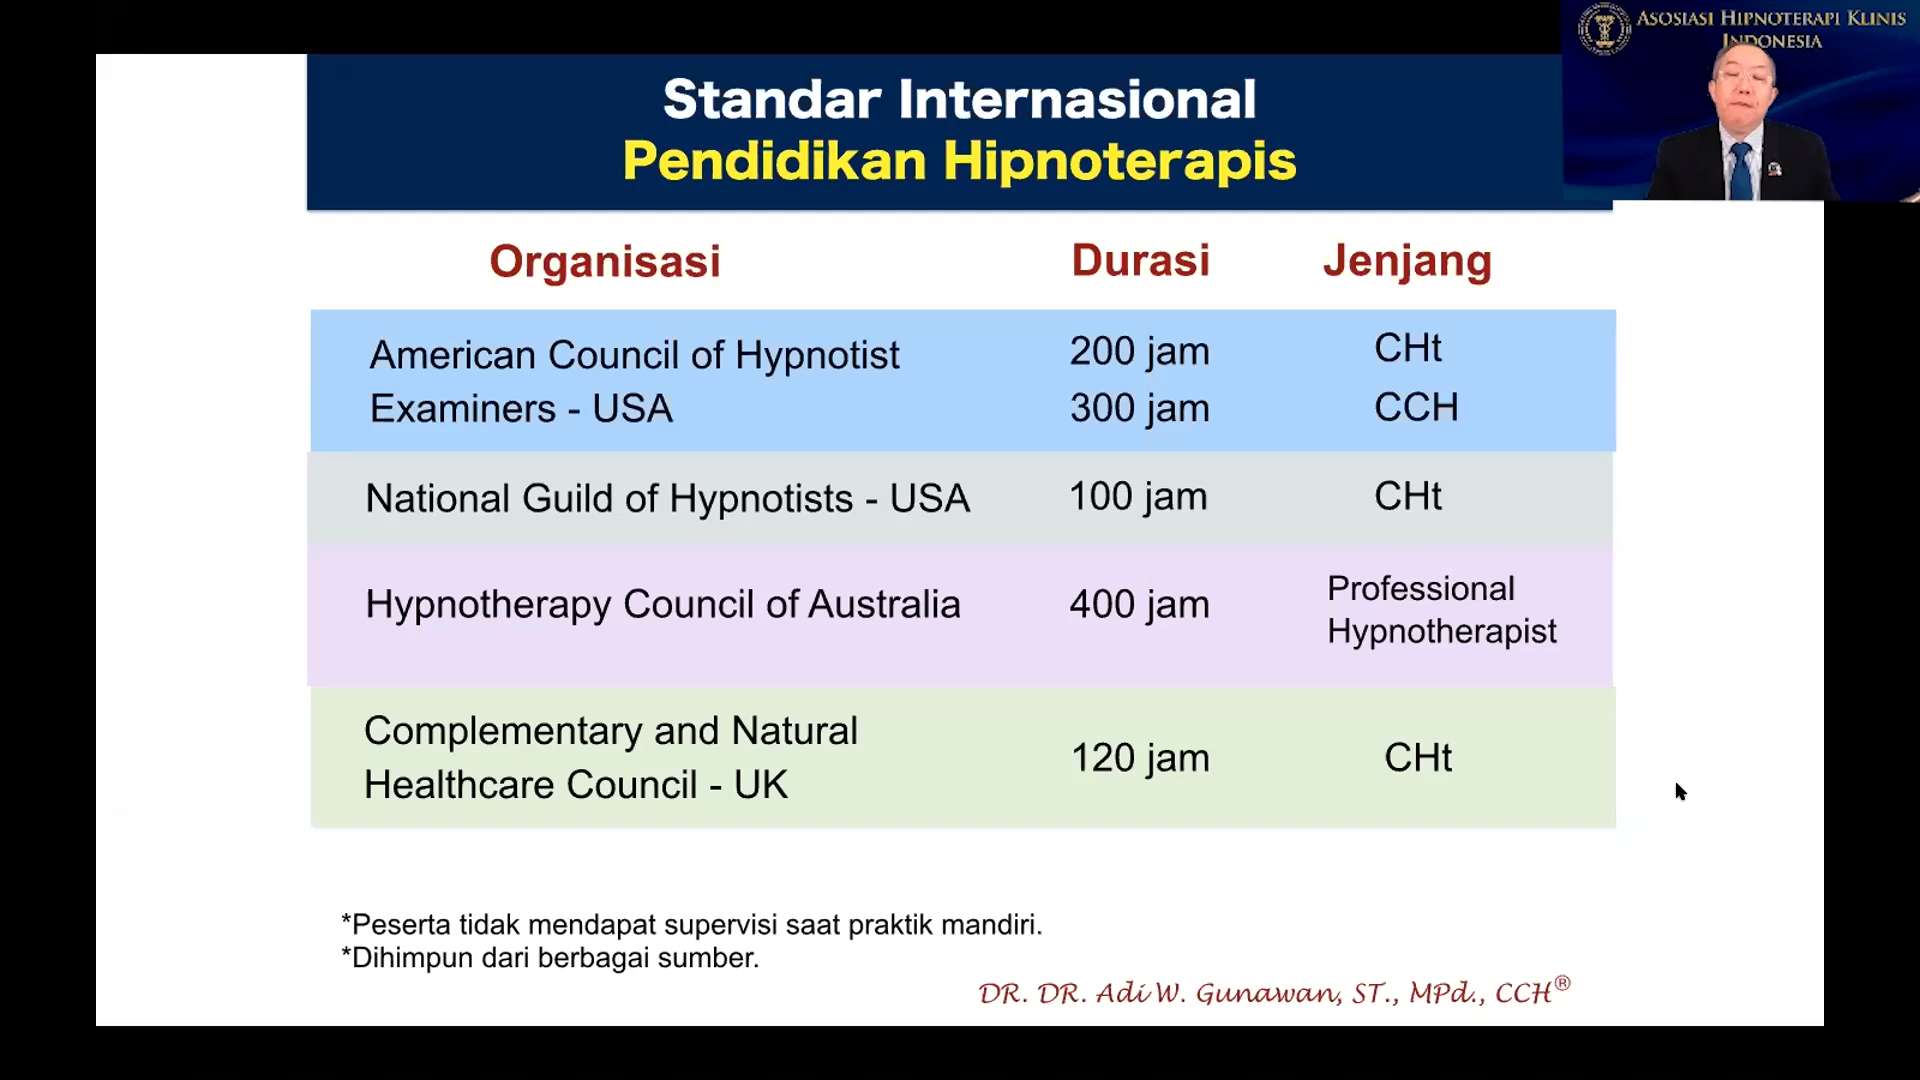 ASOSIASI HIPNOTERAPI KLINIS
INDONESIA
Standar Internasional
Pendidikan Hipnoterapis
Organisasi Durasi Jenjang
American Council of Hypnotist 200 jam CHt
Examiners - USA 300 jam CCH
National Guild of Hypnotists - USA 100 jam CHt
Hypnotherapy Council of Australia 400 jam Professional
Hypnotherapist
Complementary and Natural
Healthcare Council - UK 120 jam CHt
*Peserta tidak mendapat supervisi saat praktik mandiri.
*Dihimpun dari berbagai sumber.
DR. DR. Adi W. Gunawan, ST., MPd., CCH®